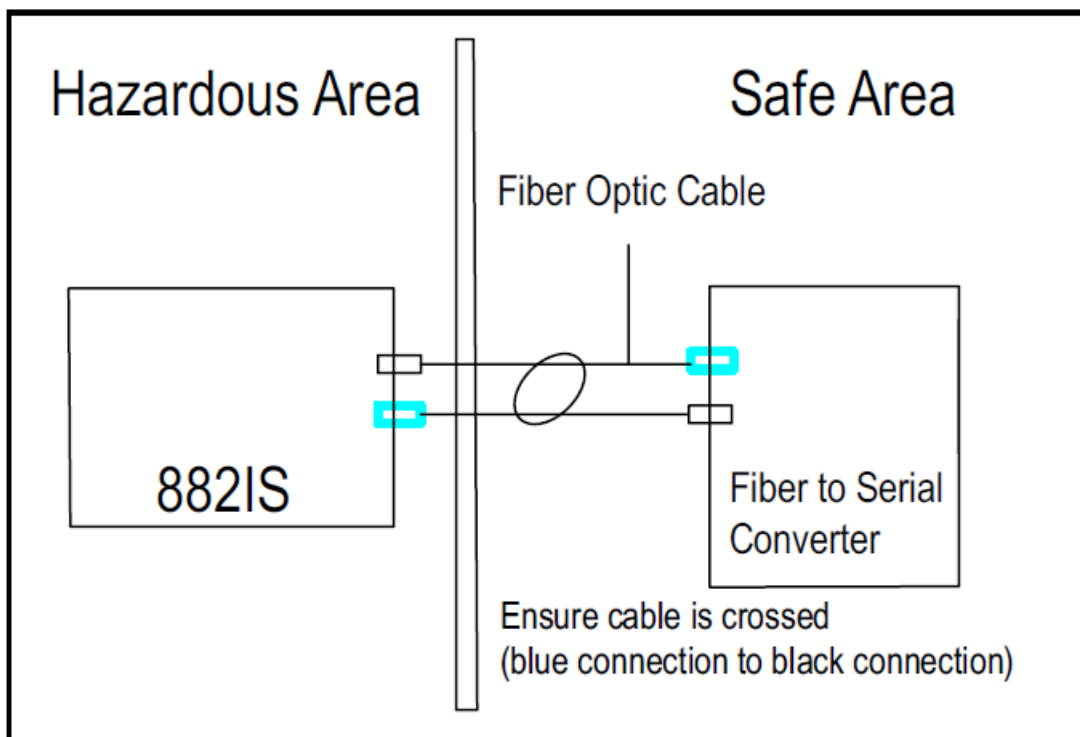 Hazardous Area
Safe Area
Fiber Optic Cable
882IS
Fiber to Serial
Converter
Ensure cable is crossed
(blue connection to black connection)